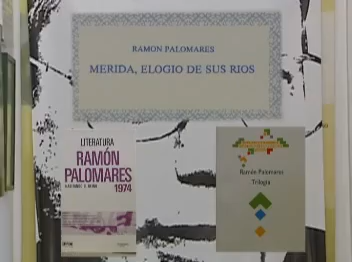 RAMON PALOMARES
MERIDA, ELOGIO DE SUS RIOS
LITERATURA
RAMÓN
PALOMARES
1974
Ramón Palomares
Trilogía